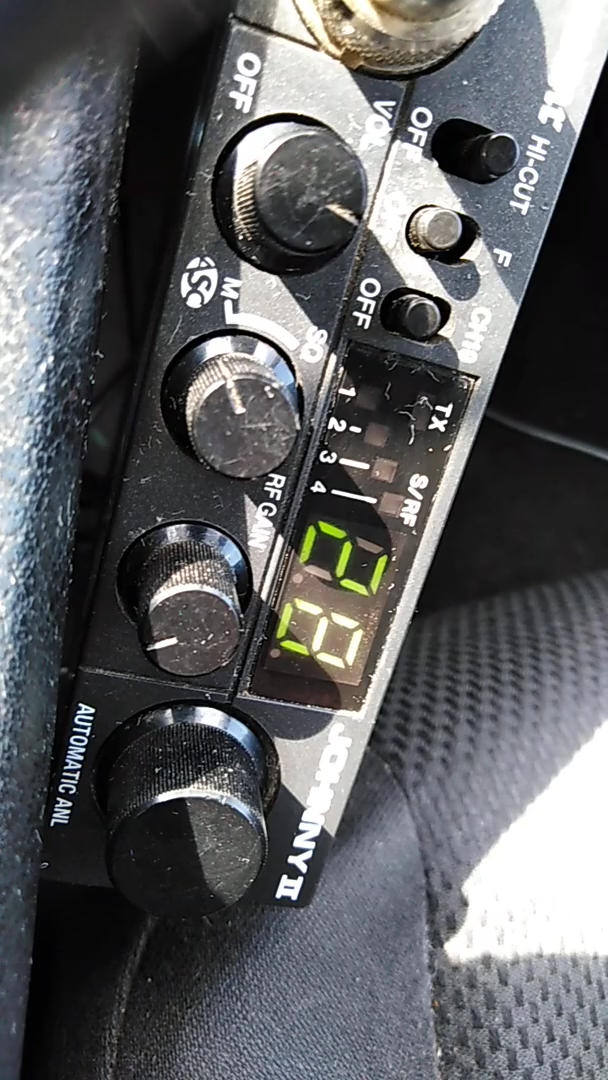 OFF VOL
OFF HI-CUT
F
OFF CH19
ASC M SQ
TX
1 2 3 4 S/RF
RF GAIN
28
AUTOMATIC ANL
JOHNNY II